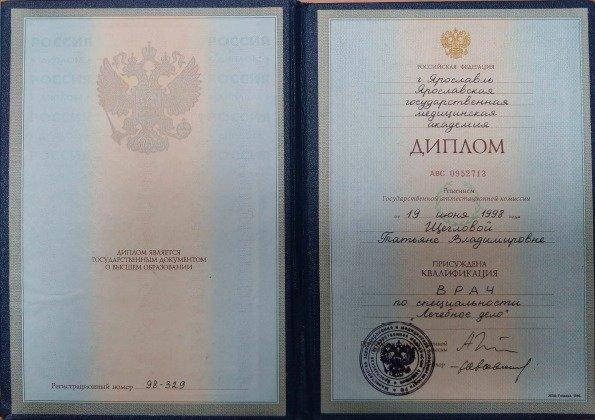 РОССИЯ
РОССИЯ
ДИПЛОМ ЯВЛЯЕТСЯ
ГОСУДАРСТВЕННЫМ ДОКУМЕНТОМ
О ВЫСШЕМ ОБРАЗОВАНИИ
Регистрационный номер 98-329
РОССИЙСКАЯ ФЕДЕРАЦИЯ
г. Ярославль
Ярославская
государственная
медицинская
академия
ДИПЛОМ
АВС 0952713
Решением
Государственной аттестационной комиссии
от 19 июня 1998 года
Щегловой
Татьяне Владимировне
ПРИСУЖДЕНА
КВАЛИФИКАЦИЯ
ВРАЧ
по специальности
"Лечебное дело"